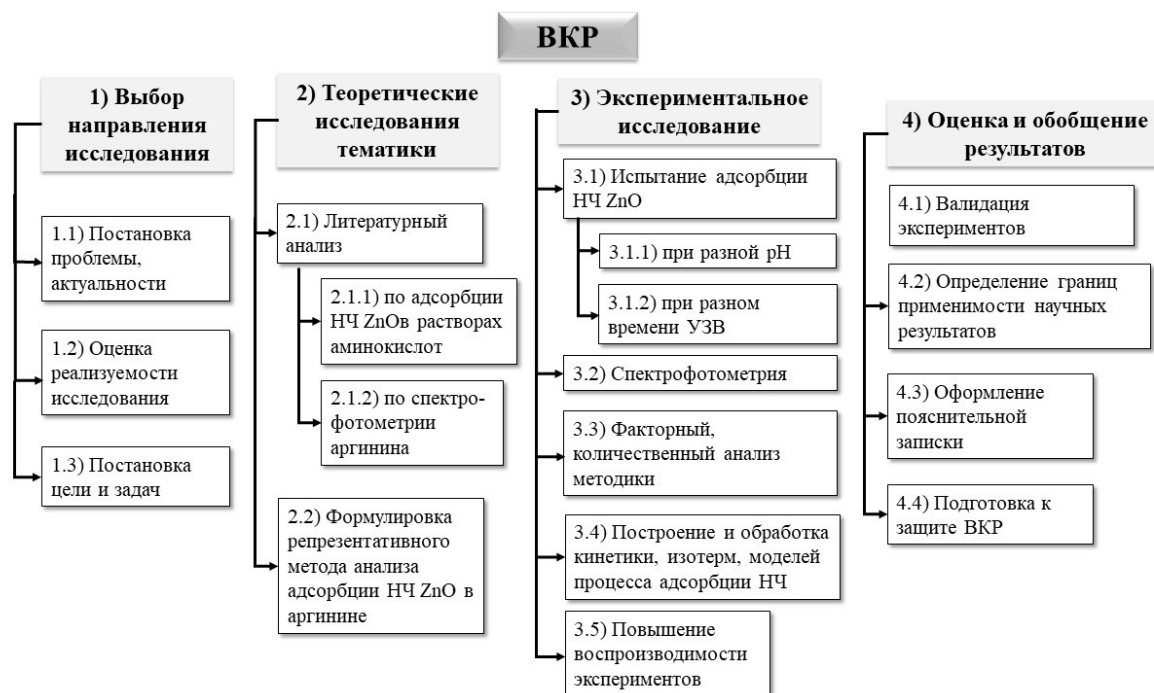 ВКР
1) Выбор
направления
исследования
1.1) Постановка
проблемы,
актуальности
1.2) Оценка
реализуемости
исследования
1.3) Постановка
цели и задач
2) Теоретические
исследования
тематики
2.1) Литературный
анализ
2.1.1) по адсорбции
НЧ ZnOв растворах
аминокислот
2.1.2) по спектро-
фотометрии
аргинина
2.2) Формулировка
репрезентативного
метода анализа
адсорбции НЧ ZnO в
аргинине
3) Экспериментальное
исследование
3.1) Испытание адсорбции
НЧ ZnO
3.1.1) при разной pH
3.1.2) при разном
времени УЗВ
3.2) Спектрофотометрия
3.3) Факторный,
количественный анализ
методики
3.4) Построение и обработка
кинетики, изотерм, моделей
процесса адсорбции НЧ
3.5) Повышение
воспроизводимости
экспериментов
4) Оценка и обобщение
результатов
4.1) Валидация
экспериментов
4.2) Определение границ
применимости научных
результатов
4.3) Оформление
пояснительной
записки
4.4) Подготовка к
защите ВКР